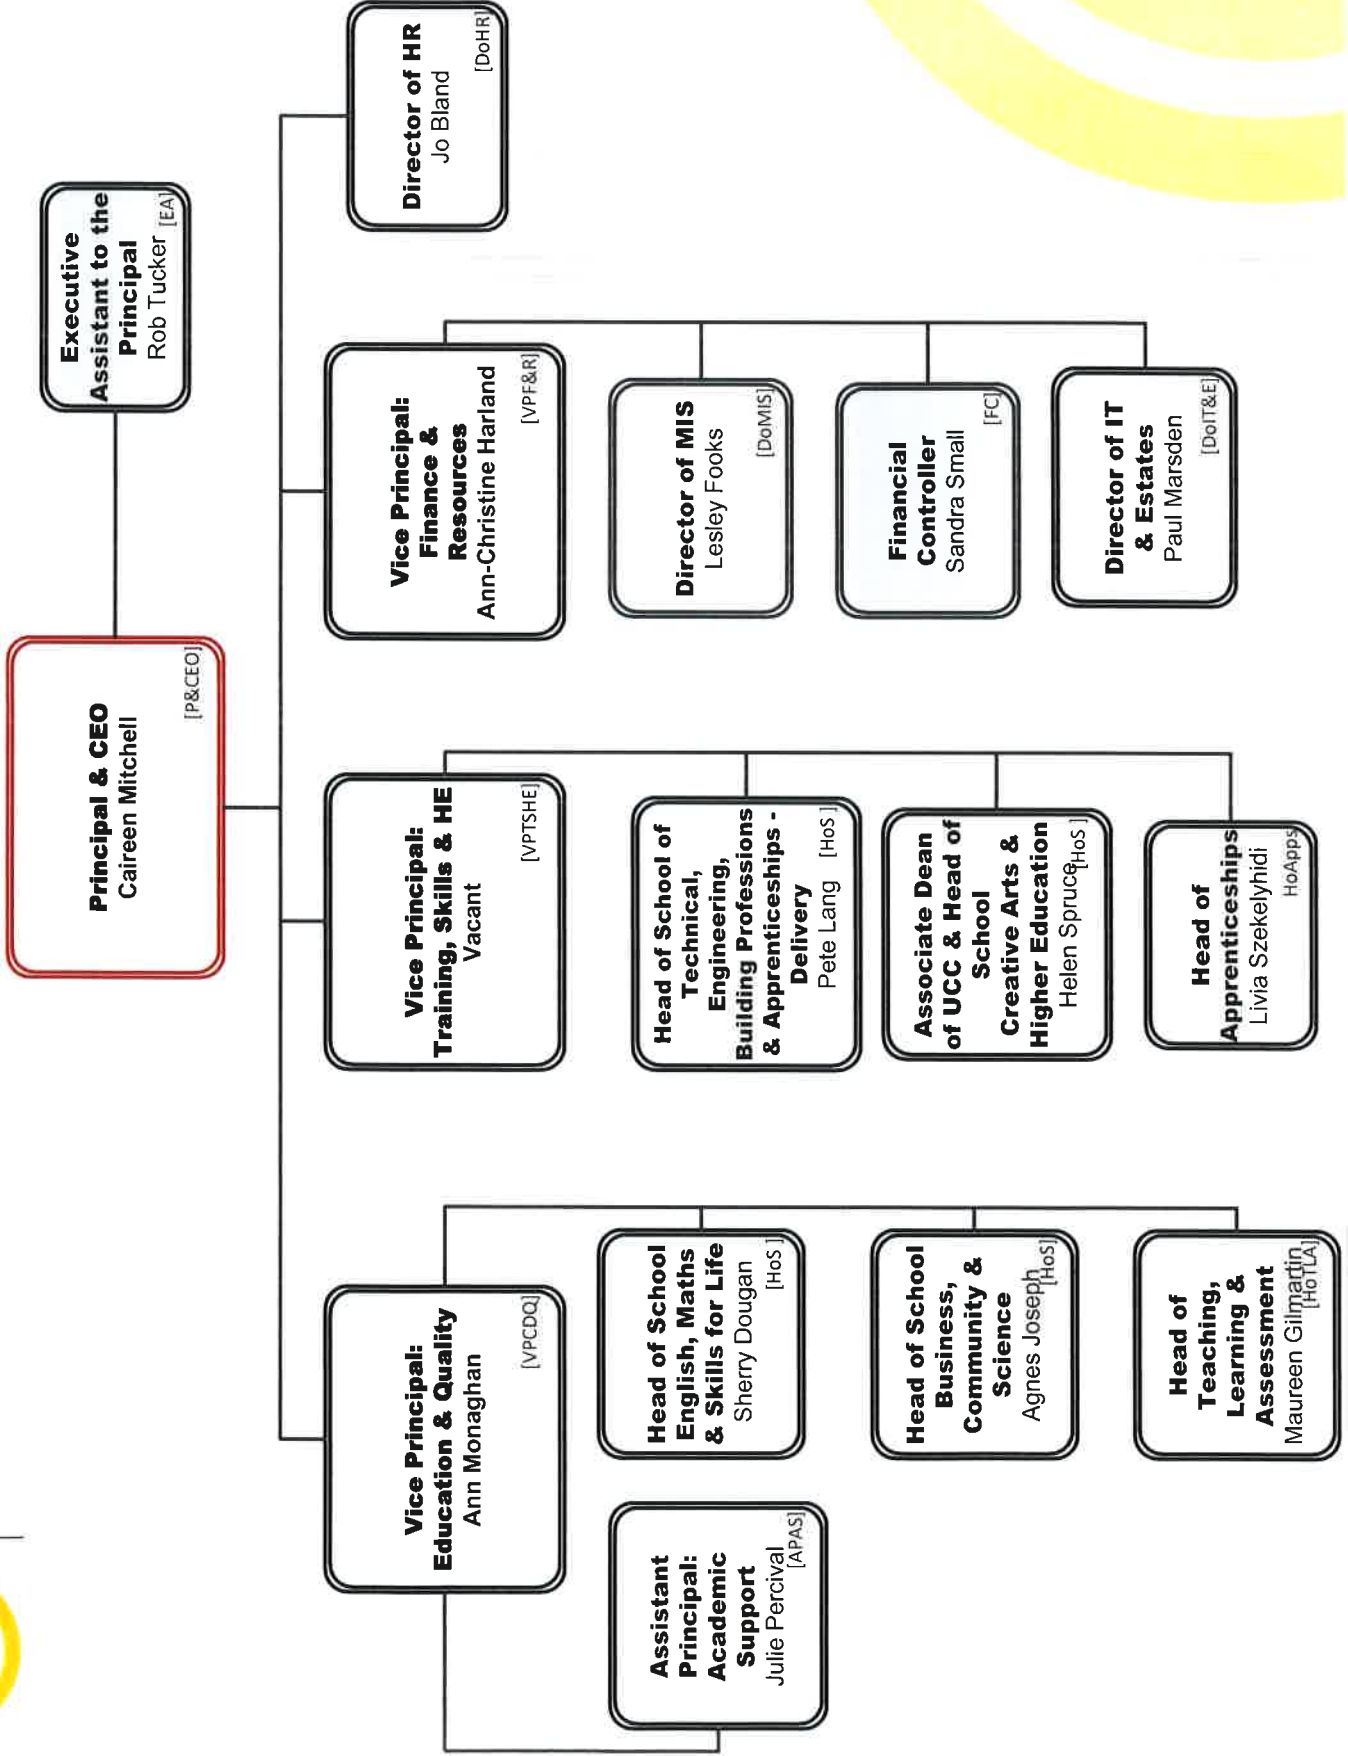 Principal & CEO
Caireen Mitchell
[P&CEO]
Executive
Assistant to the
Principal
Rob Tucker [EA]
Vice Principal:
Education & Quality
Ann Monaghan
[VPCDQ]
Vice Principal:
Training, Skills & HE
Vacant
[VPTSHE]
Vice Principal:
Finance &
Resources
Ann-Christine Harland
[VPF&R]
Director of HR
Jo Bland
[DoHR]
Assistant
Principal:
Academic
Support
Julie Percival
[APAS]
Head of School
English, Maths
& Skills for Life
Sherry Dougan
[HoS ]
Head of School
Business,
Community &
Science
Agnes Joseph
[HoS]
Head of
Teaching,
Learning &
Assessment
Maureen Gilmartin
[HoTLA]
Head of School of
Technical,
Engineering,
Building Professions
& Apprenticeships -
Delivery
Pete Lang [HoS ]
Associate Dean
of UCC & Head of
School
Creative Arts &
Higher Education
Helen Spruce [HoS ]
Head of
Apprenticeships
Livia Szekelyhidi
HoApps
Director of MIS
Lesley Fooks
[DoMIS]
Financial
Controller
Sandra Small
[FC]
Director of IT
& Estates
Paul Marsden
[DoIT&E]